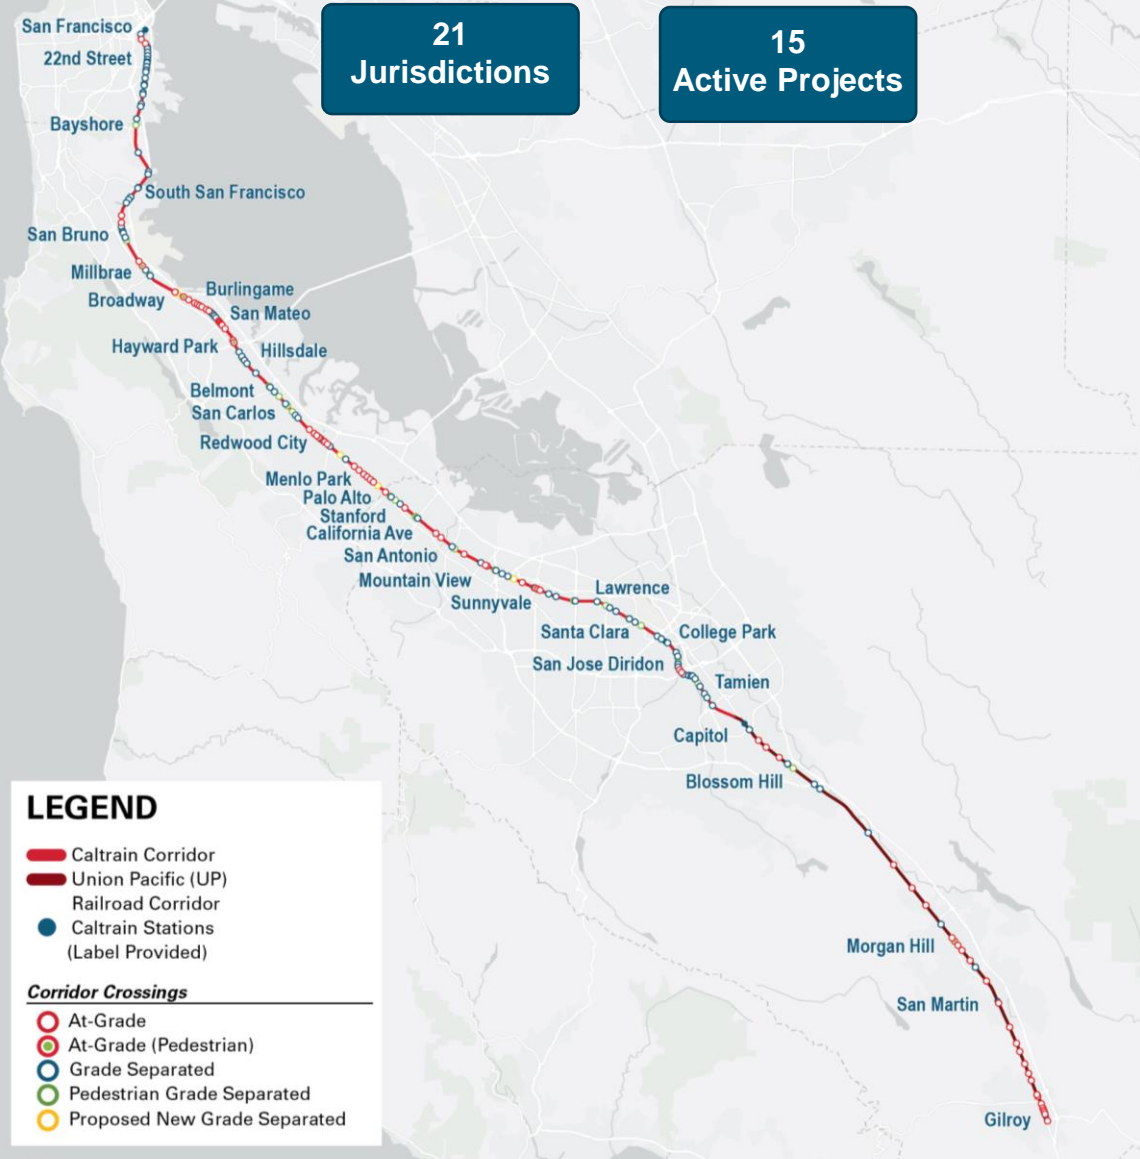 21
Jurisdictions
15
Active Projects
San Francisco
22nd Street
Bayshore
South San Francisco
San Bruno
Millbrae
Broadway
Burlingame
San Mateo
Hayward Park
Hillsdale
Belmont
San Carlos
Redwood City
Menlo Park
Palo Alto
Stanford
California Ave
San Antonio
Mountain View
Sunnyvale
Lawrence
Santa Clara
College Park
San Jose Diridon
Tamien
Capitol
Blossom Hill
Morgan Hill
San Martin
Gilroy
LEGEND
Caltrain Corridor
Union Pacific (UP)
Railroad Corridor
Caltrain Stations
(Label Provided)
Corridor Crossings
At-Grade
At-Grade (Pedestrian)
Grade Separated
Pedestrian Grade Separated
Proposed New Grade Separated